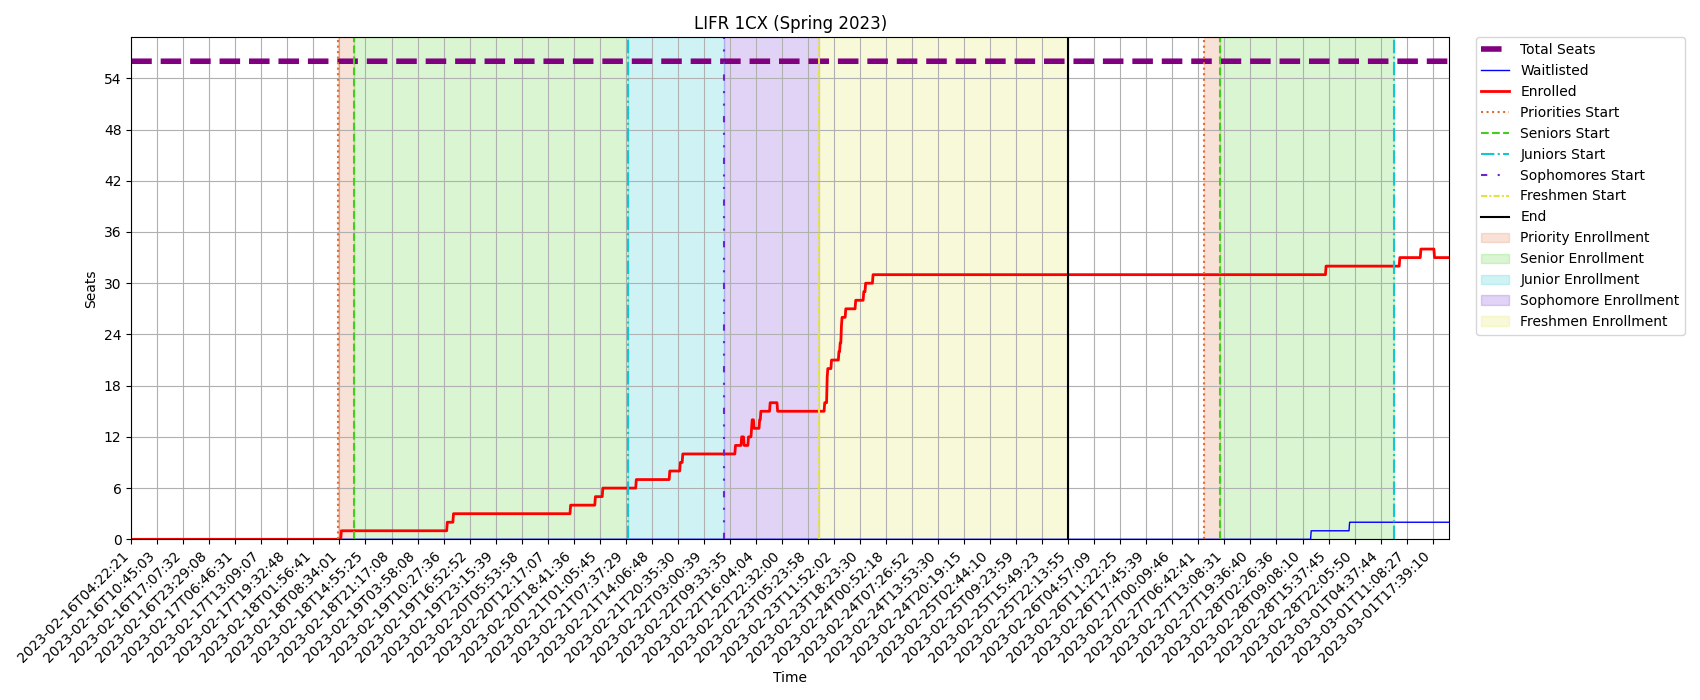 LIFR 1CX (Spring 2023)
Seats
54
48
42
36
30
24
18
12
6
0
2023-02-16T04:22:21
2023-02-16T10:45:03
2023-02-16T17:07:32
2023-02-16T23:29:08
2023-02-17T06:46:31
2023-02-17T13:09:07
2023-02-17T19:32:48
2023-02-18T01:56:41
2023-02-18T08:34:01
2023-02-18T14:55:25
2023-02-18T21:17:08
2023-02-19T03:58:08
2023-02-19T10:27:36
2023-02-19T16:52:52
2023-02-19T23:15:39
2023-02-20T05:53:58
2023-02-20T12:17:07
2023-02-20T18:41:36
2023-02-21T01:05:45
2023-02-21T07:37:29
2023-02-21T14:06:48
2023-02-21T20:35:30
2023-02-22T03:00:39
2023-02-22T09:33:35
2023-02-22T16:04:04
2023-02-22T22:32:00
2023-02-23T05:23:58
2023-02-23T11:52:02
2023-02-23T18:23:30
2023-02-24T00:52:18
2023-02-24T07:26:52
2023-02-24T13:53:30
2023-02-24T20:19:15
2023-02-25T02:44:10
2023-02-25T09:23:59
2023-02-25T15:49:23
2023-02-25T22:13:55
2023-02-26T04:57:09
2023-02-26T11:22:25
2023-02-26T17:45:39
2023-02-27T00:09:46
2023-02-27T06:42:41
2023-02-27T13:08:31
2023-02-27T19:36:40
2023-02-28T02:26:36
2023-02-28T09:08:10
2023-02-28T15:37:45
2023-02-28T22:05:50
2023-03-01T04:37:44
2023-03-01T11:08:27
2023-03-01T17:39:10
Time
Total Seats
Waitlisted
Enrolled
Priorities Start
Seniors Start
Juniors Start
Sophomores Start
Freshmen Start
End
Priority Enrollment
Senior Enrollment
Junior Enrollment
Sophomore Enrollment
Freshmen Enrollment